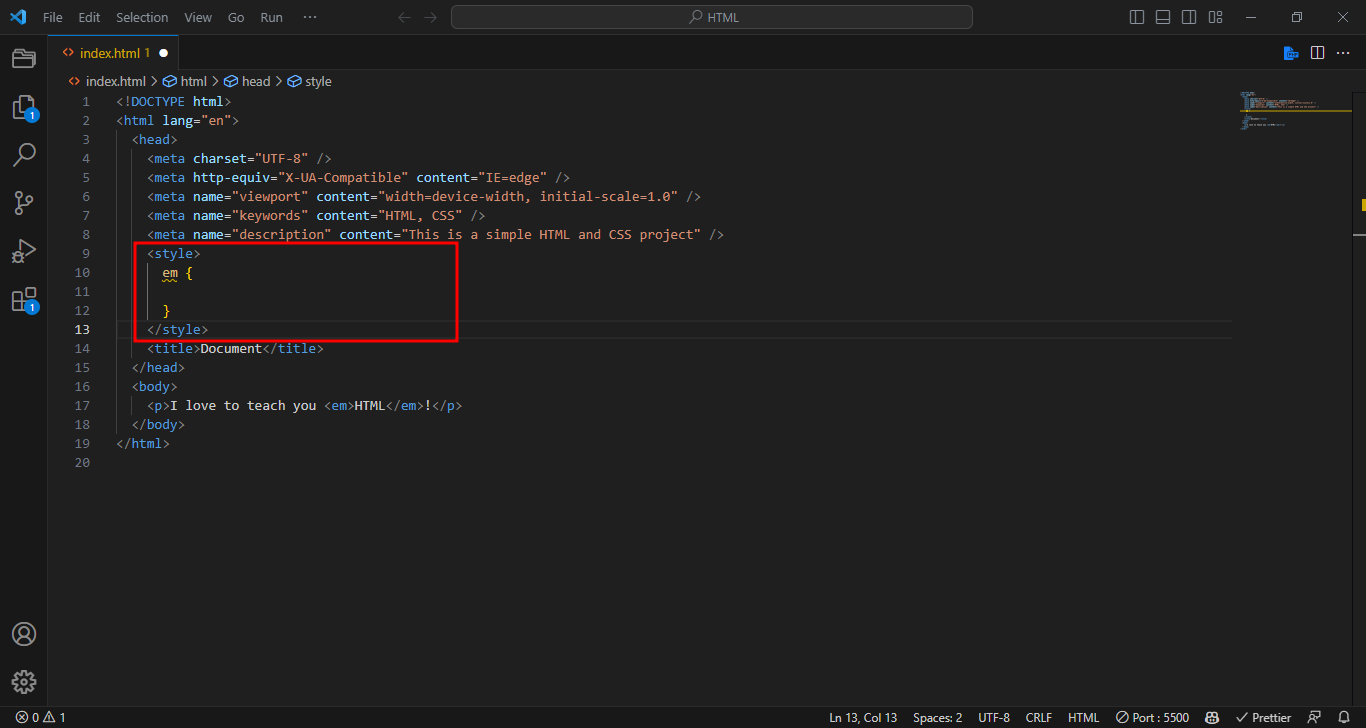 File Edit Selection View Go Run ··· HTML
index.html 1
index.html > html > head > style
1 <!DOCTYPE html>
2 <html lang="en">
3 <head>
4 <meta charset="UTF-8" />
5 <meta http-equiv="X-UA-Compatible" content="IE=edge" />
6 <meta name="viewport" content="width=device-width, initial-scale=1.0" />
7 <meta name="keywords" content="HTML, CSS" />
8 <meta name="description" content="This is a simple HTML and CSS project" />
9 <style>
10 em {
11
12 }
13 </style>
14 <title>Document</title>
15 </head>
16 <body>
17 <p>I love to teach you <em>HTML</em>!</p>
18 </body>
19 </html>
20
1
1
0 1 Ln 13, Col 13 Spaces: 2 UTF-8 CRLF HTML Port : 5500 Prettier